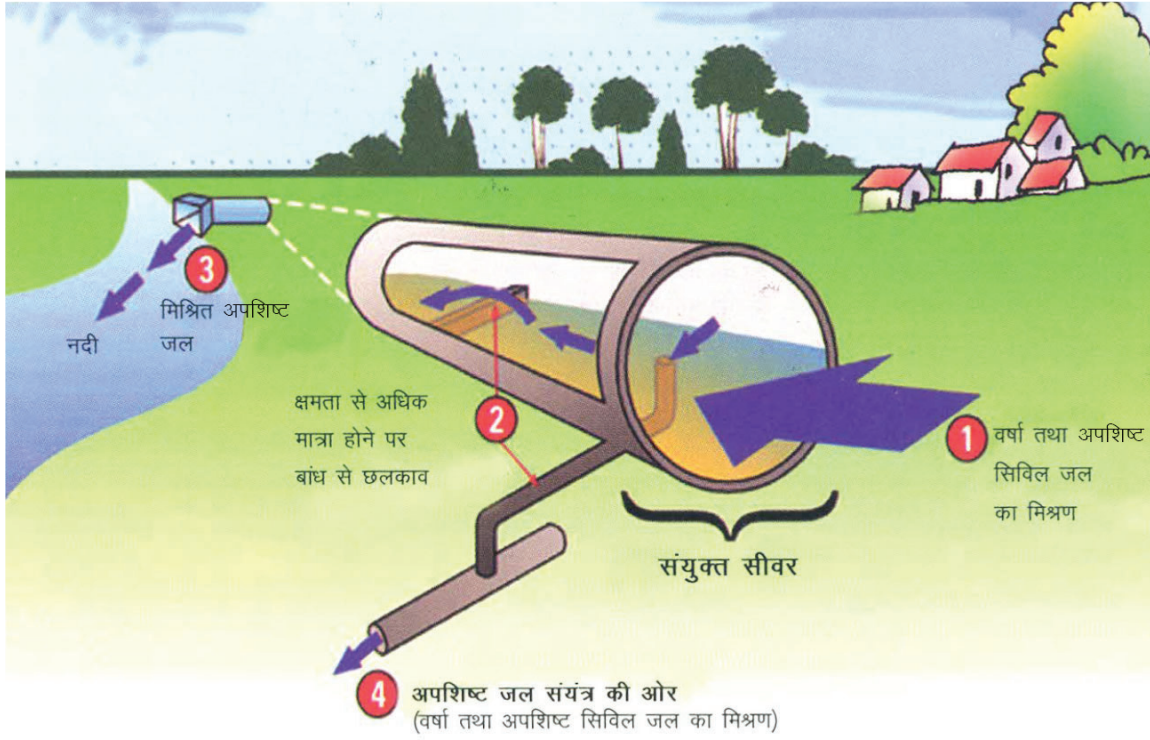 3
मिश्रित अपशिष्ट
जल
नदी
क्षमता से अधिक
मात्रा होने पर
बांध से छलकाव
2
1 वर्षा तथा अपशिष्ट
सिविल जल
का मिश्रण
संयुक्त सीवर
4 अपशिष्ट जल संयंत्र की ओर
(वर्षा तथा अपशिष्ट सिविल जल का मिश्रण)